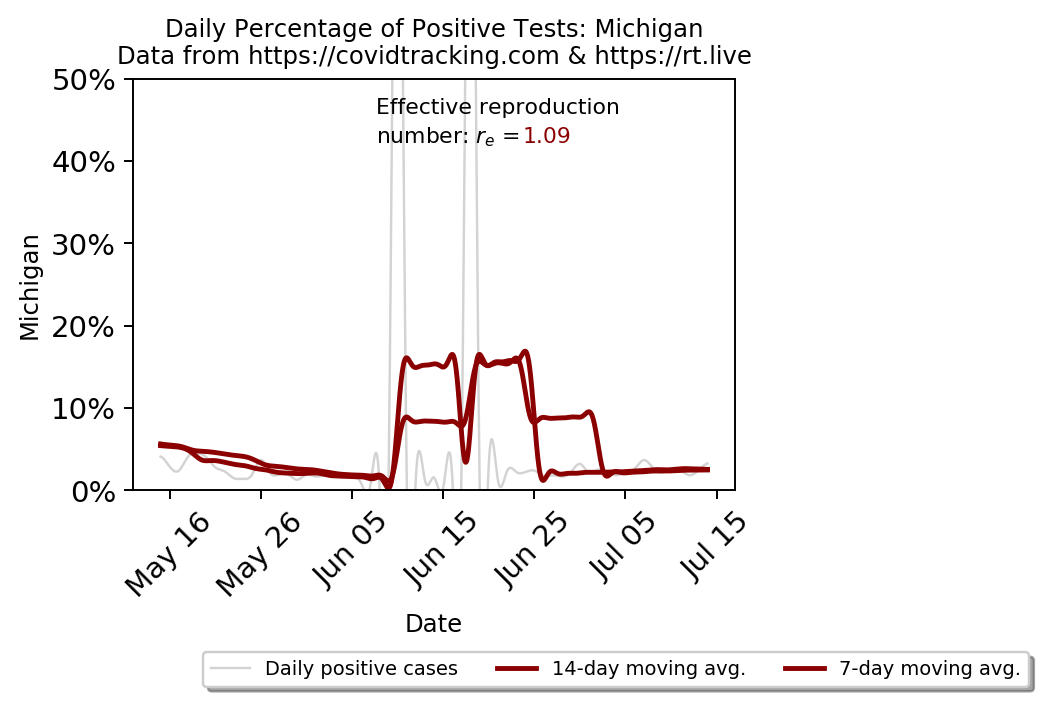 Daily Percentage of Positive Tests: Michigan
Data from https://covidtracking.com & https://rt.live
50%
Effective reproduction
number: rₑ = 1.09
40%
30%
Michigan
20%
10%
0%
May 16
May 26
Jun 05
Jun 15
Jun 25
Jul 05
Jul 15
Date
Daily positive cases
14-day moving avg.
7-day moving avg.